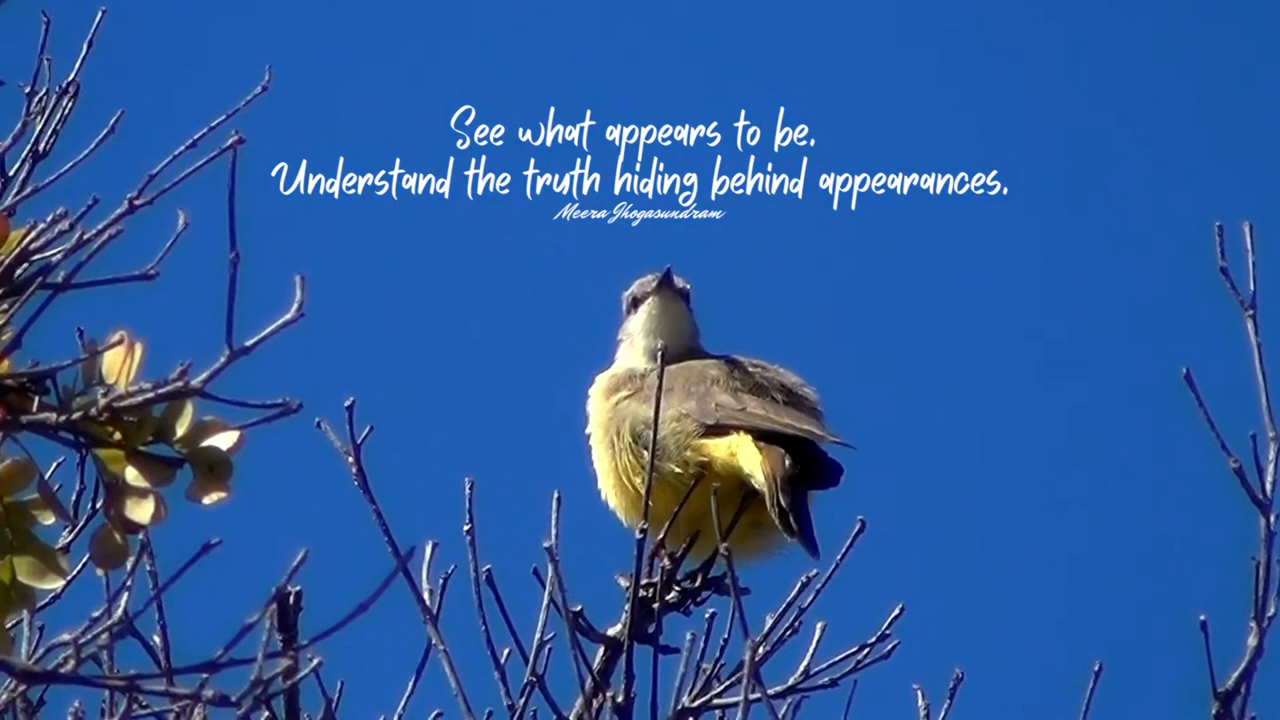 See what appears to be.
Understand the truth hiding behind appearances.
Meera Jhogasundram